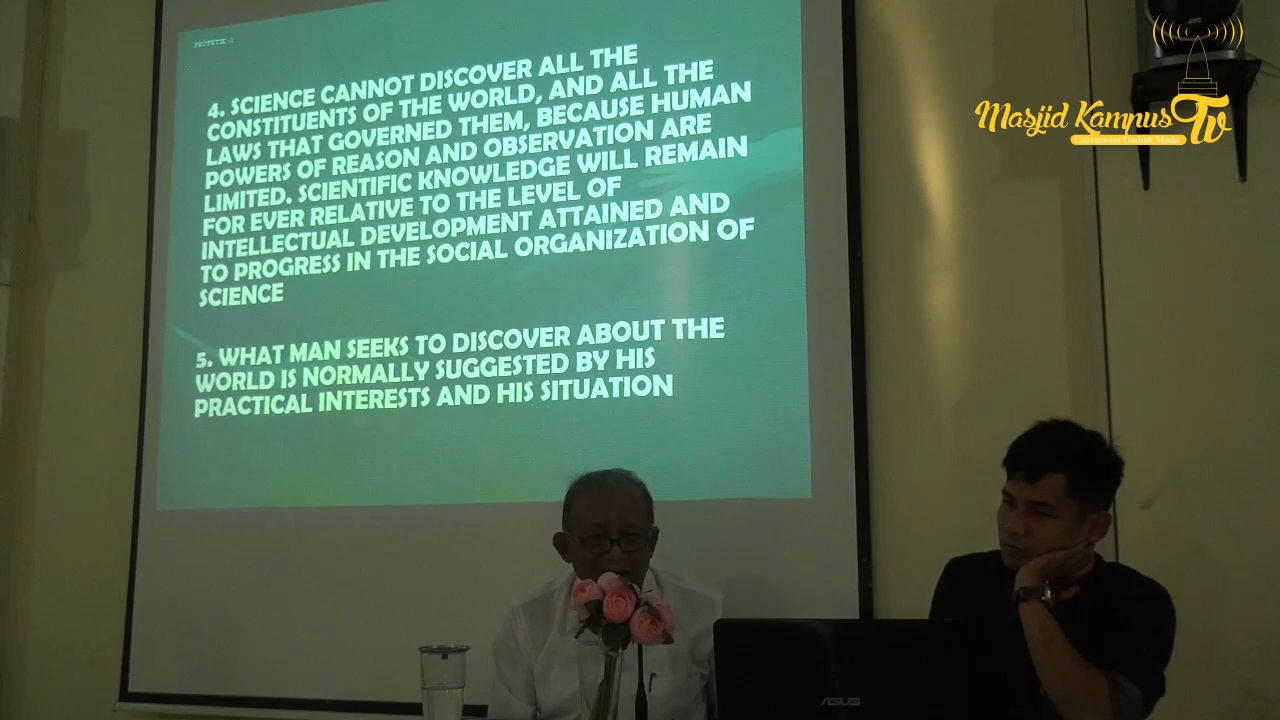 PROFETIK-1
4. SCIENCE CANNOT DISCOVER ALL THE
CONSTITUENTS OF THE WORLD, AND ALL THE
LAWS THAT GOVERNED THEM, BECAUSE HUMAN
POWERS OF REASON AND OBSERVATION ARE
LIMITED. SCIENTIFIC KNOWLEDGE WILL REMAIN
FOR EVER RELATIVE TO THE LEVEL OF
INTELLECTUAL DEVELOPMENT ATTAINED AND
TO PROGRESS IN THE SOCIAL ORGANIZATION OF
SCIENCE
5. WHAT MAN SEEKS TO DISCOVER ABOUT THE
WORLD IS NORMALLY SUGGESTED BY HIS
PRACTICAL INTERESTS AND HIS SITUATION
JVC
Masjid Kampus Tv
Universitas Gadjah Mada
ASUS